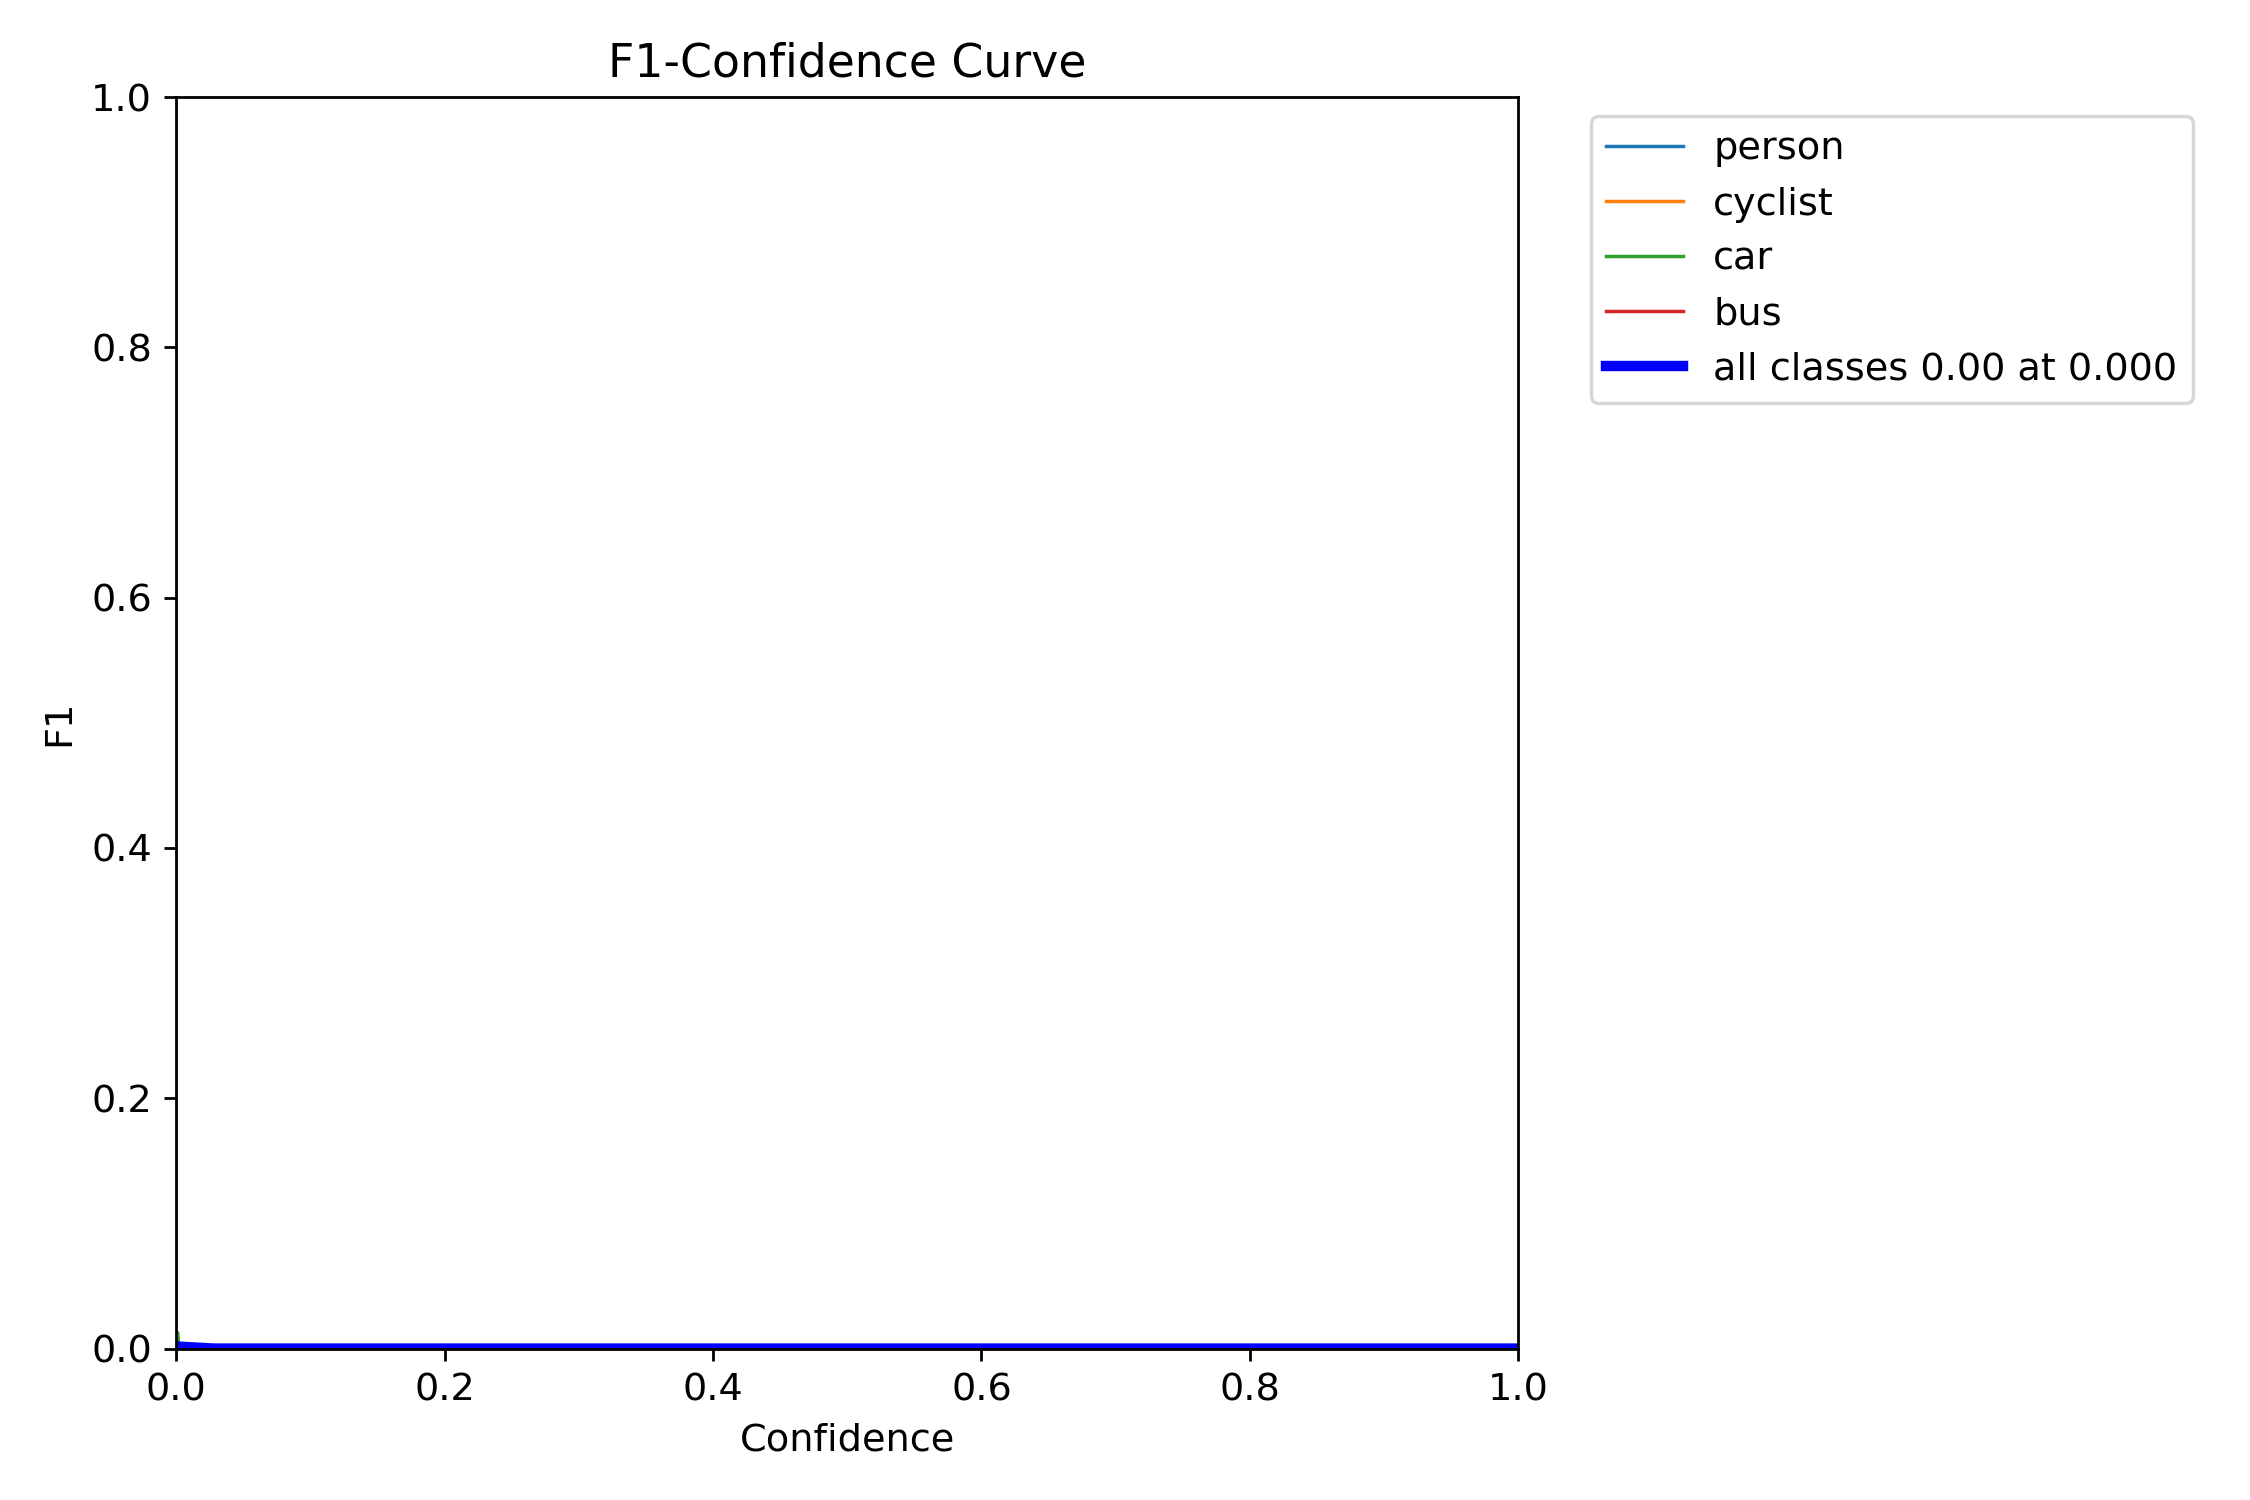 F1-Confidence Curve
1.0
0.8
0.6
0.4
0.2
0.0
F1
0.0 0.2 0.4 0.6 0.8 1.0
Confidence
person
cyclist
car
bus
all classes 0.00 at 0.000